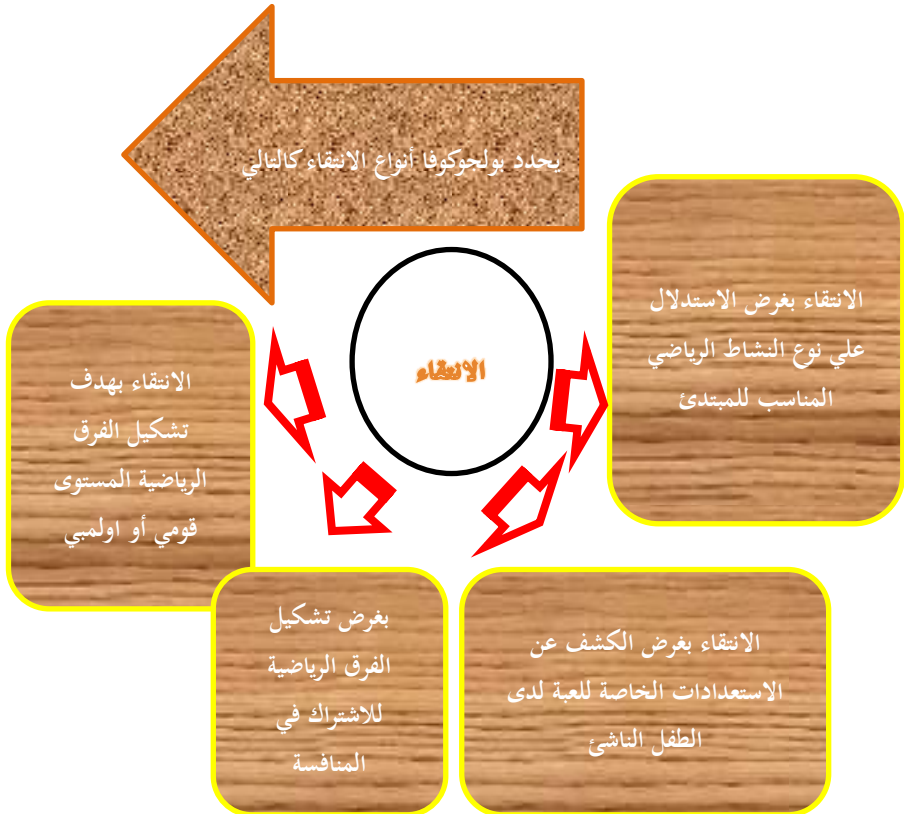 يحدد بولحوكوفا أنواع الانتقاء كالتالي
الانتقاء
الانتقاء بغرض الاستدلال
علي نوع النشاط الرياضي
المناسب للمبتدئ
الانتقاء بغرض الكشف عن
الاستعدادات الخاصة للعبة لدى
الطفل الناشئ
بغرض تشكيل
الفرق الرياضية
للاشتراك في
المنافسة
الانتقاء بهدف
تشكيل الفرق
الرياضية المستوى
قومي أو اولمبي